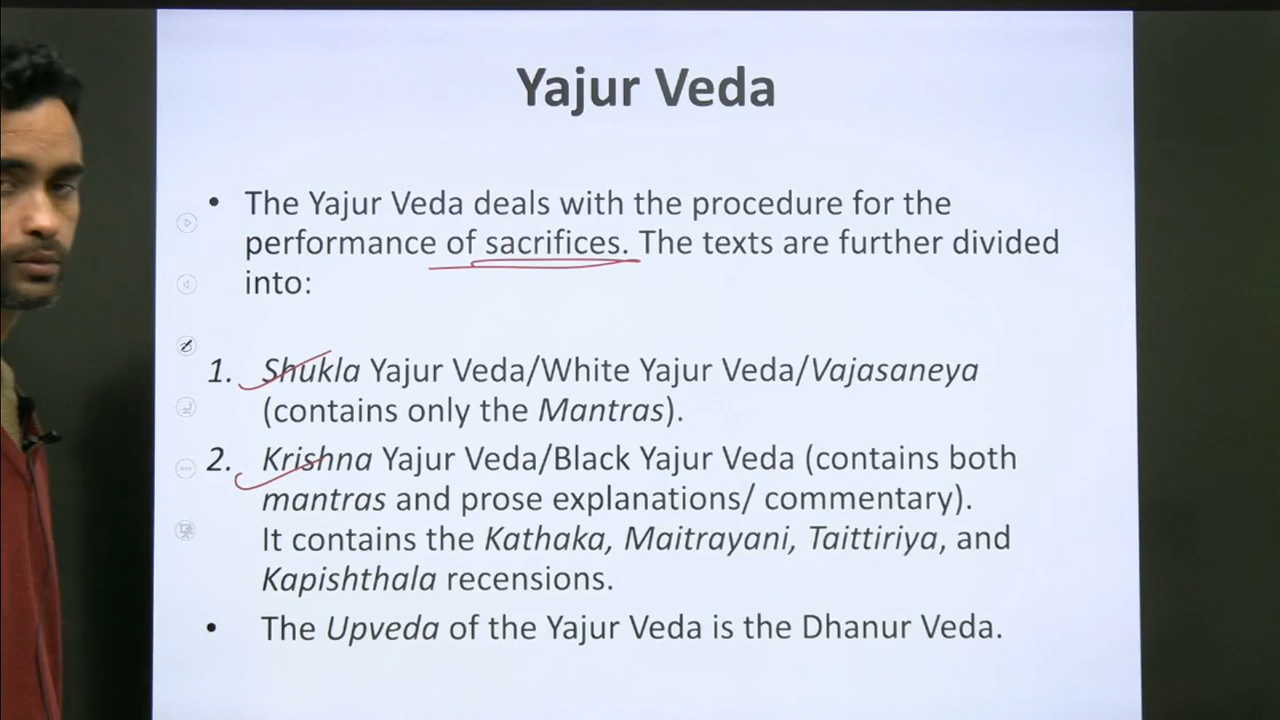 Yajur Veda
• The Yajur Veda deals with the procedure for the
performance of sacrifices. The texts are further divided
into:
1. Shukla Yajur Veda/White Yajur Veda/Vajasaneya
(contains only the Mantras).
2. Krishna Yajur Veda/Black Yajur Veda (contains both
mantras and prose explanations/ commentary).
It contains the Kathaka, Maitrayani, Taittiriya, and
Kapishthala recensions.
• The Upveda of the Yajur Veda is the Dhanur Veda.